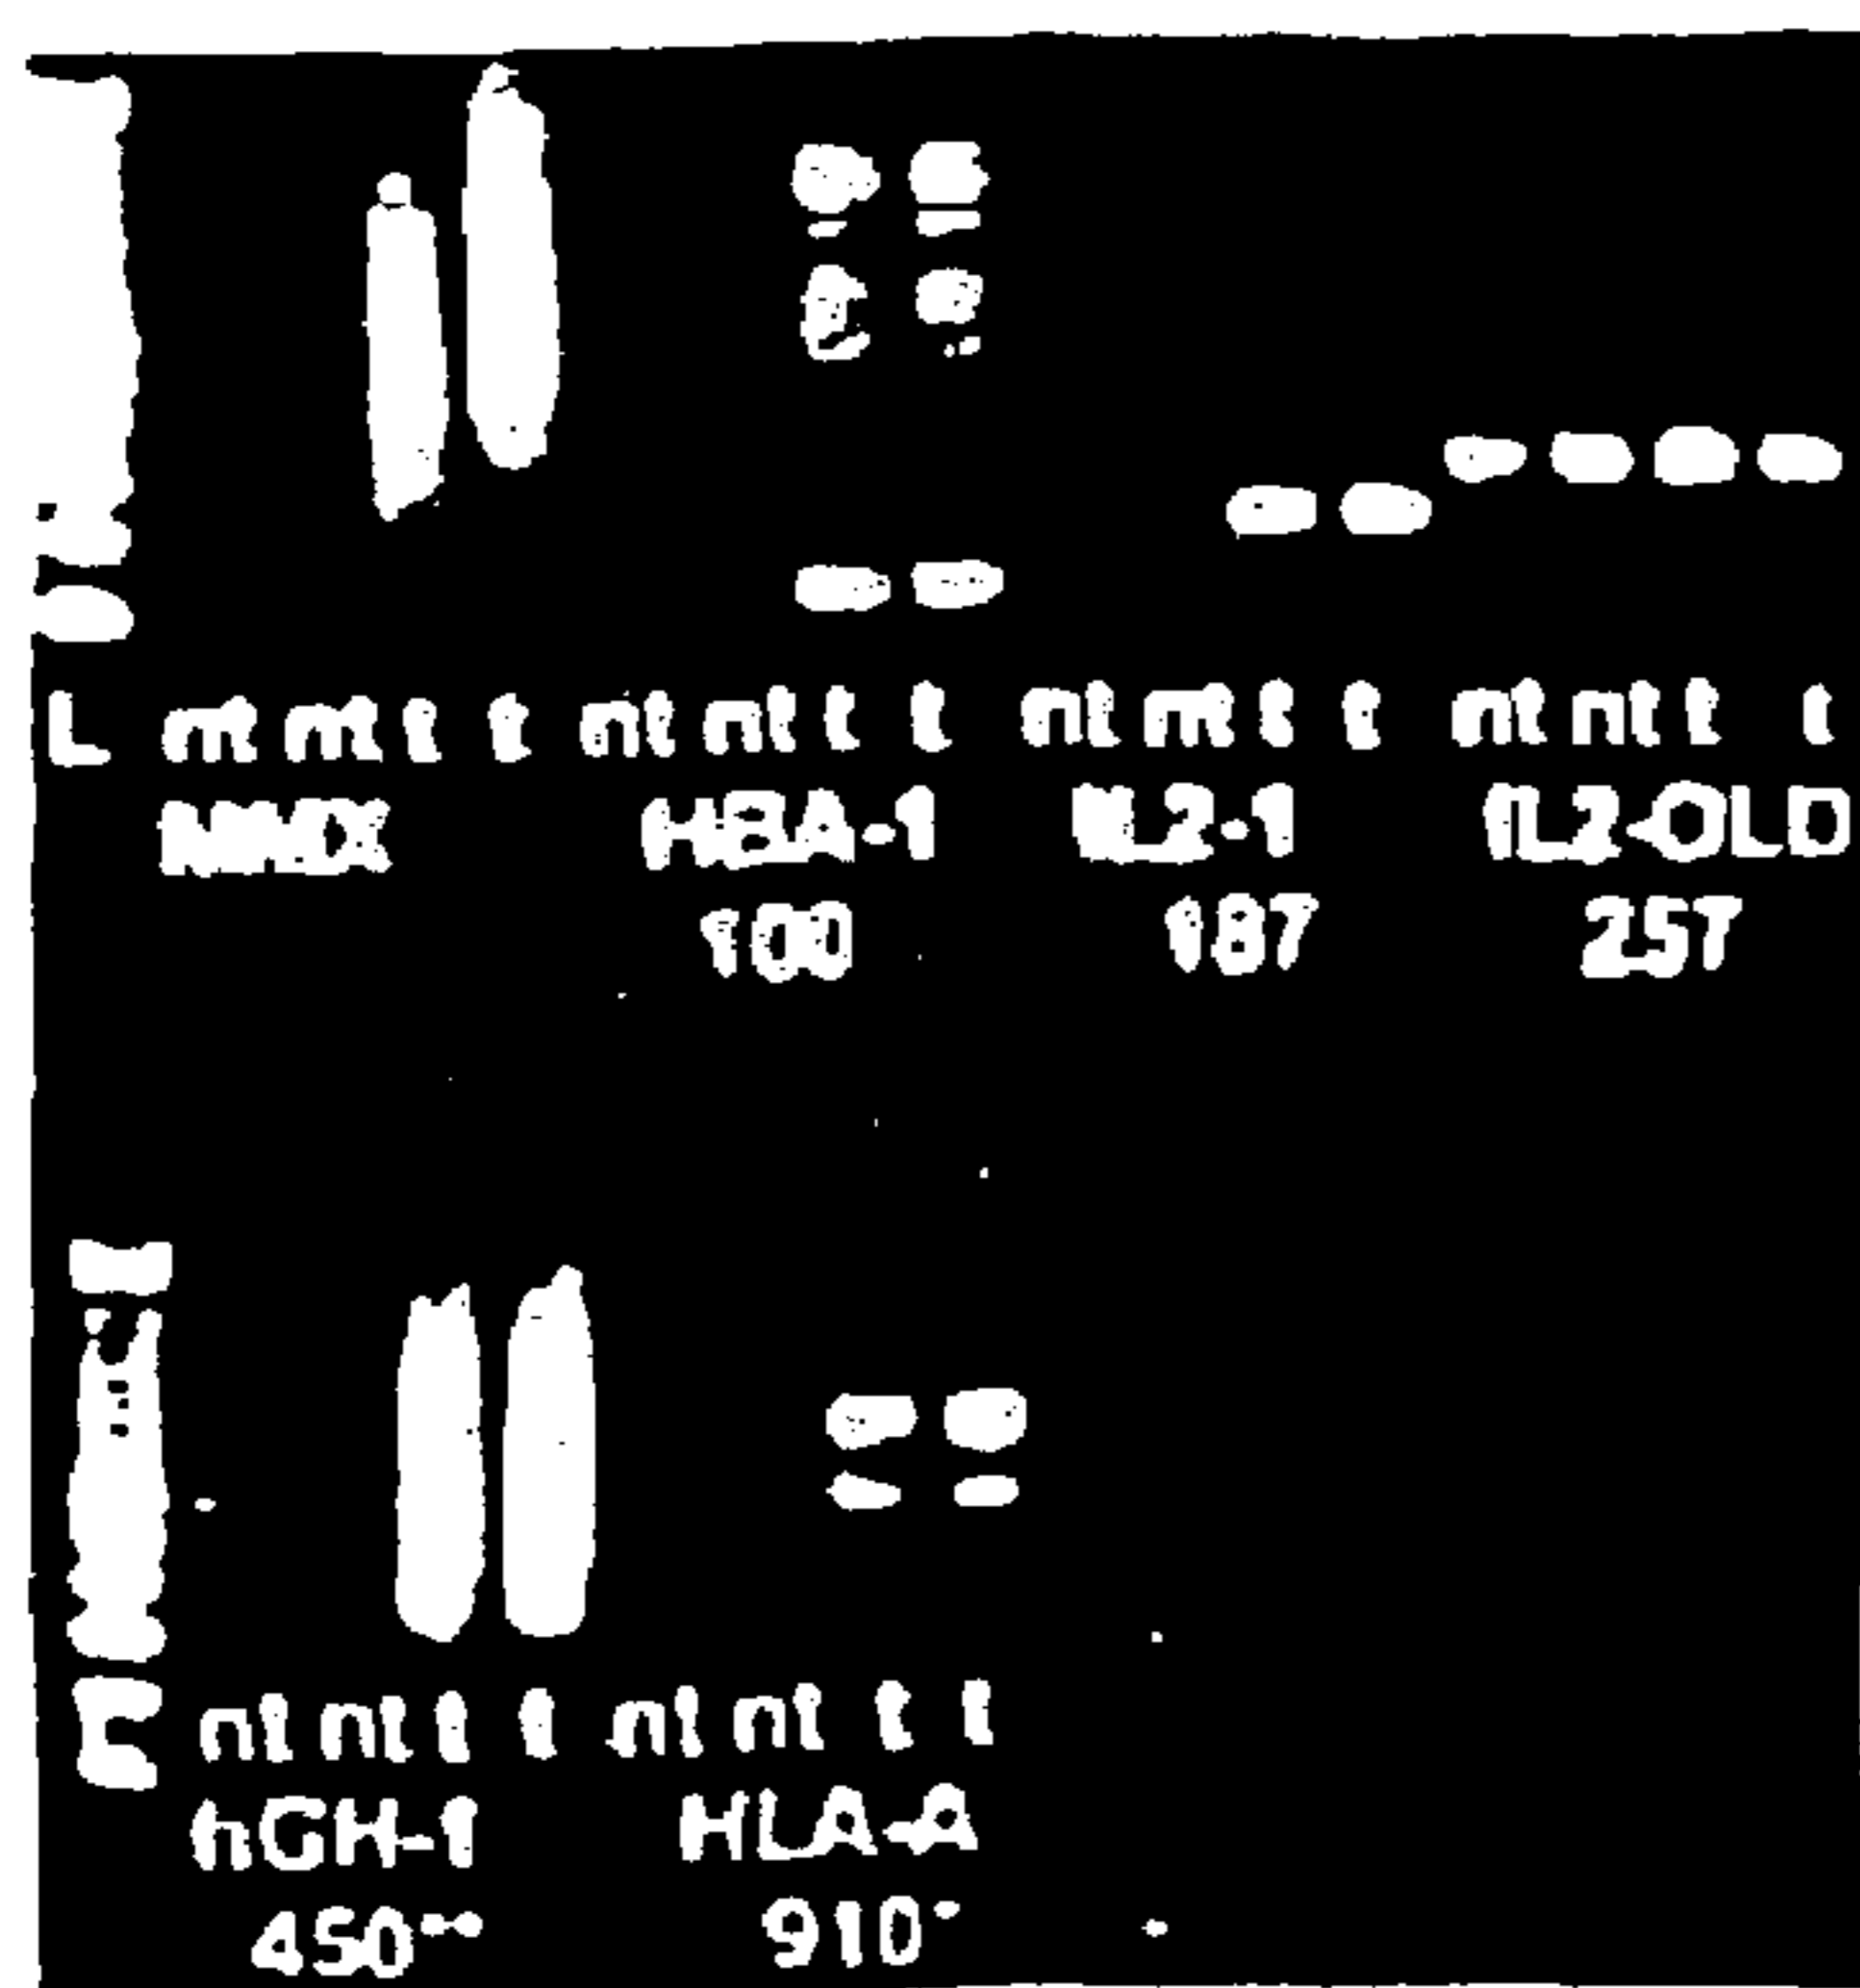 L nt nt t t nt nt t t nt nt t t nt nt t t
HBA-1 IL2-1 IL2-OLD
100 187 257
nt nt t t nt nt t t
hGH-1 HLA-A
450 910